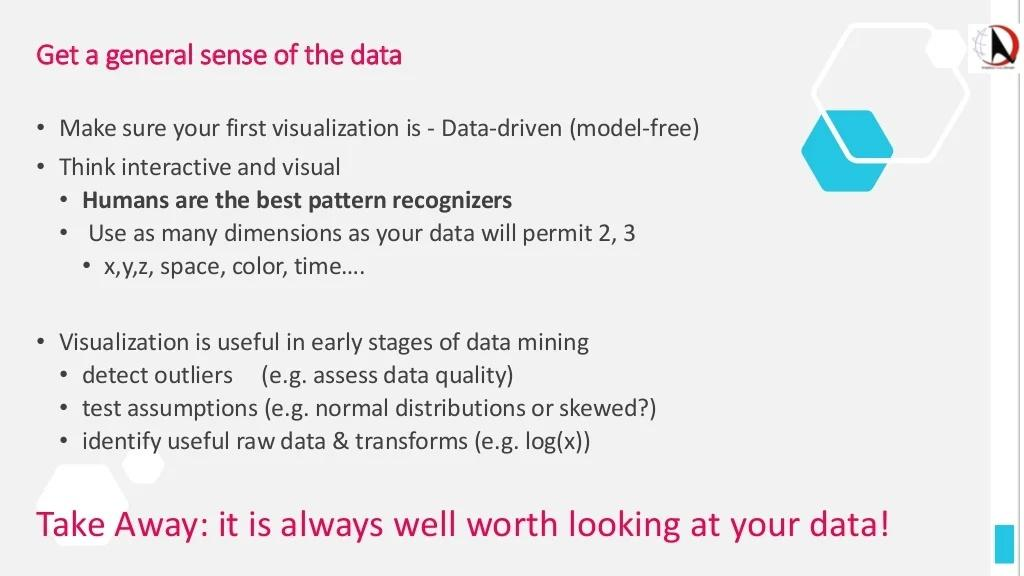 Get a general sense of the data
• Make sure your first visualization is - Data-driven (model-free)
• Think interactive and visual
• Humans are the best pattern recognizers
• Use as many dimensions as your data will permit 2, 3
• x,y,z, space, color, time....
• Visualization is useful in early stages of data mining
• detect outliers (e.g. assess data quality)
• test assumptions (e.g. normal distributions or skewed?)
• identify useful raw data & transforms (e.g. log(x))
Take Away: it is always well worth looking at your data!